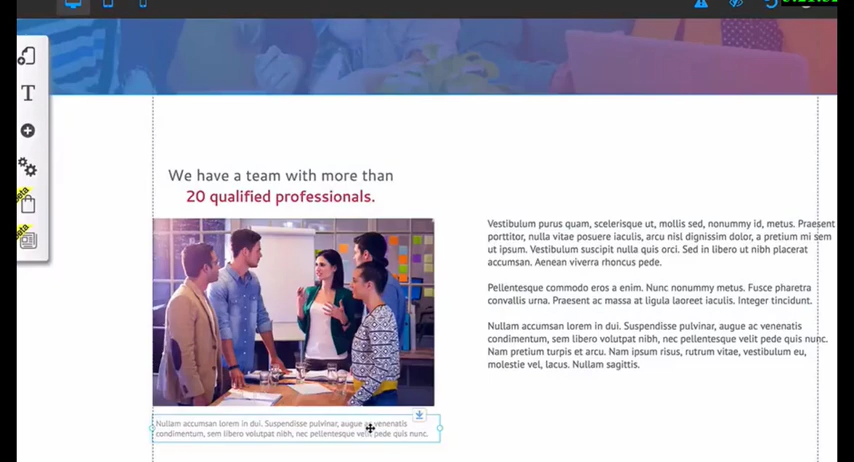 T
beta
beta
We have a team with more than
20 qualified professionals.
Vestibulum purus quam, scelerisque ut, mollis sed, nonummy id, metus. Praesent
porttitor, nulla vitae posuere iaculis, arcu nisl dignissim dolor, a pretium mi sem
ut ipsum. Vestibulum suscipit nulla quis orci. Sed in libero ut nibh placerat
accumsan. Aenean viverra rhoncus pede.
Pellentesque commodo eros a enim. Nunc nonummy metus. Fusce pharetra
convallis urna. Praesent ac massa at ligula laoreet iaculis. Integer tincidunt.
Nullam accumsan lorem in dui. Suspendisse pulvinar, augue ac venenatis
condimentum, sem libero volutpat nibh, nec pellentesque velit pede quis nunc.
Nam pretium turpis et arcu. Nam ipsum risus, rutrum vitae, vestibulum eu,
molestie vel, lacus. Nullam sagittis.
Nullam accumsan lorem in dui. Suspendisse pulvinar, augue ac venenatis
condimentum, sem libero volutpat nibh, nec pellentesque velit pede quis nunc.